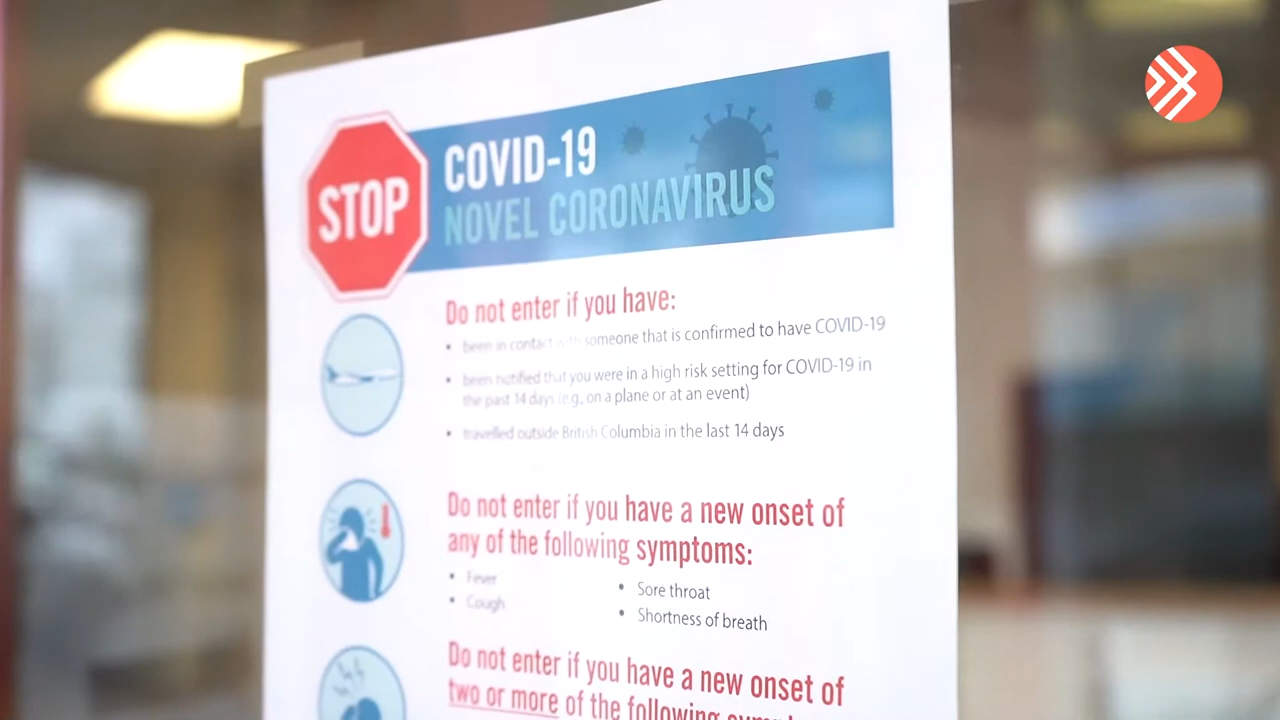 STOP
COVID-19
NOVEL CORONAVIRUS
Do not enter if you have:
• been in contact with someone that is confirmed to have COVID-19
• been notified that you were in a high risk setting for COVID-19 in
the past 14 days (e.g., on a plane or at an event)
• travelled outside British Columbia in the last 14 days
Do not enter if you have a new onset of
any of the following symptoms:
• Fever
• Cough
• Sore throat
• Shortness of breath
Do not enter if you have a new onset of
two or more of the following